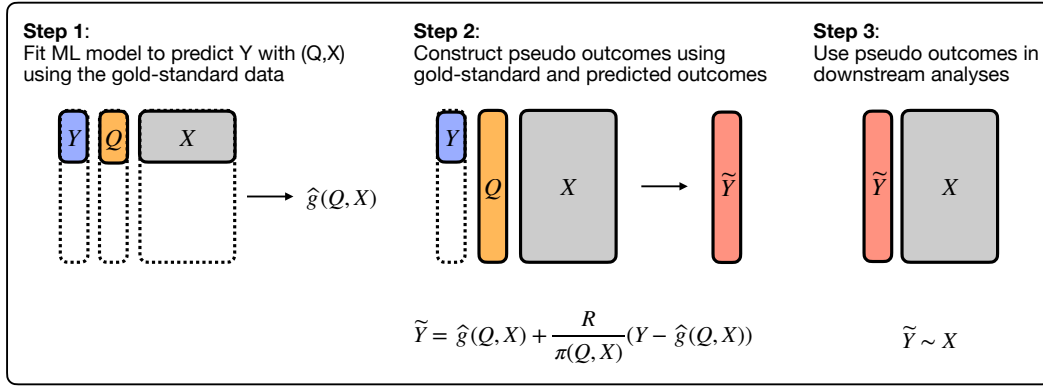 Step 1:
Fit ML model to predict Y with (Q,X)
using the gold-standard data
Y Q X
ĝ(Q, X)
Step 2:
Construct pseudo outcomes using
gold-standard and predicted outcomes
Y Q X Ỹ
Ỹ = ĝ(Q, X) + R/π(Q, X) (Y − ĝ(Q, X))
Step 3:
Use pseudo outcomes in
downstream analyses
Ỹ X
Ỹ ∼ X